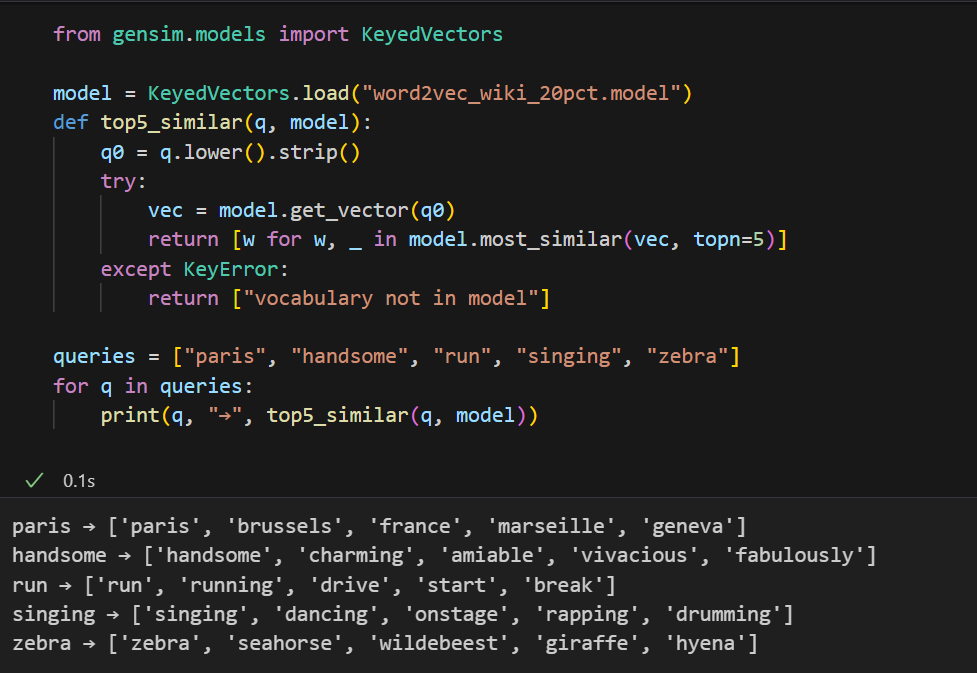 from gensim.models import KeyedVectors
model = KeyedVectors.load("word2vec_wiki_20pct.model")
def top5_similar(q, model):
    q0 = q.lower().strip()
    try:
        vec = model.get_vector(q0)
        return [w for w, _ in model.most_similar(vec, topn=5)]
    except KeyError:
        return ["vocabulary not in model"]
queries = ["paris", "handsome", "run", "singing", "zebra"]
for q in queries:
    print(q, "→", top5_similar(q, model))
0.1s
paris → ['paris', 'brussels', 'france', 'marseille', 'geneva']
handsome → ['handsome', 'charming', 'amiable', 'vivacious', 'fabulously']
run → ['run', 'running', 'drive', 'start', 'break']
singing → ['singing', 'dancing', 'onstage', 'rapping', 'drumming']
zebra → ['zebra', 'seahorse', 'wildebeest', 'giraffe', 'hyena']